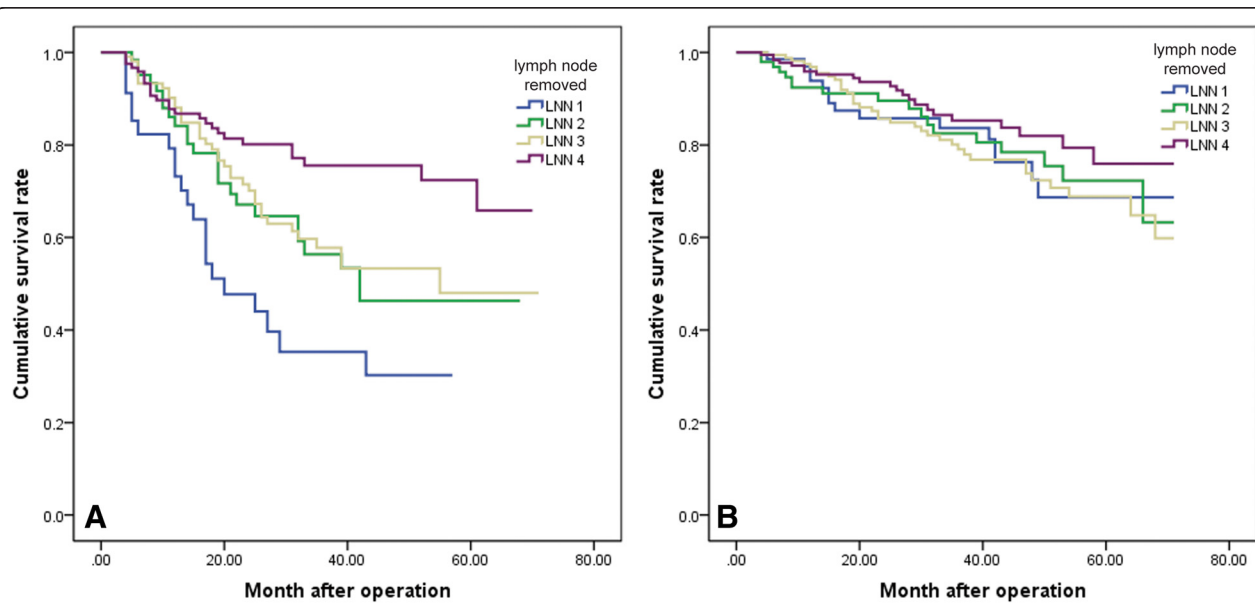 lymph node
removed
LNN 1
LNN 2
LNN 3
LNN 4
1.0
0.8
0.6
0.4
0.2
0.0
Cumulative survival rate
A
.00
20.00
40.00
60.00
80.00
Month after operation
lymph node
removed
LNN 1
LNN 2
LNN 3
LNN 4
1.0
0.8
0.6
0.4
0.2
0.0
Cumulative survival rate
B
.00
20.00
40.00
60.00
80.00
Month after operation